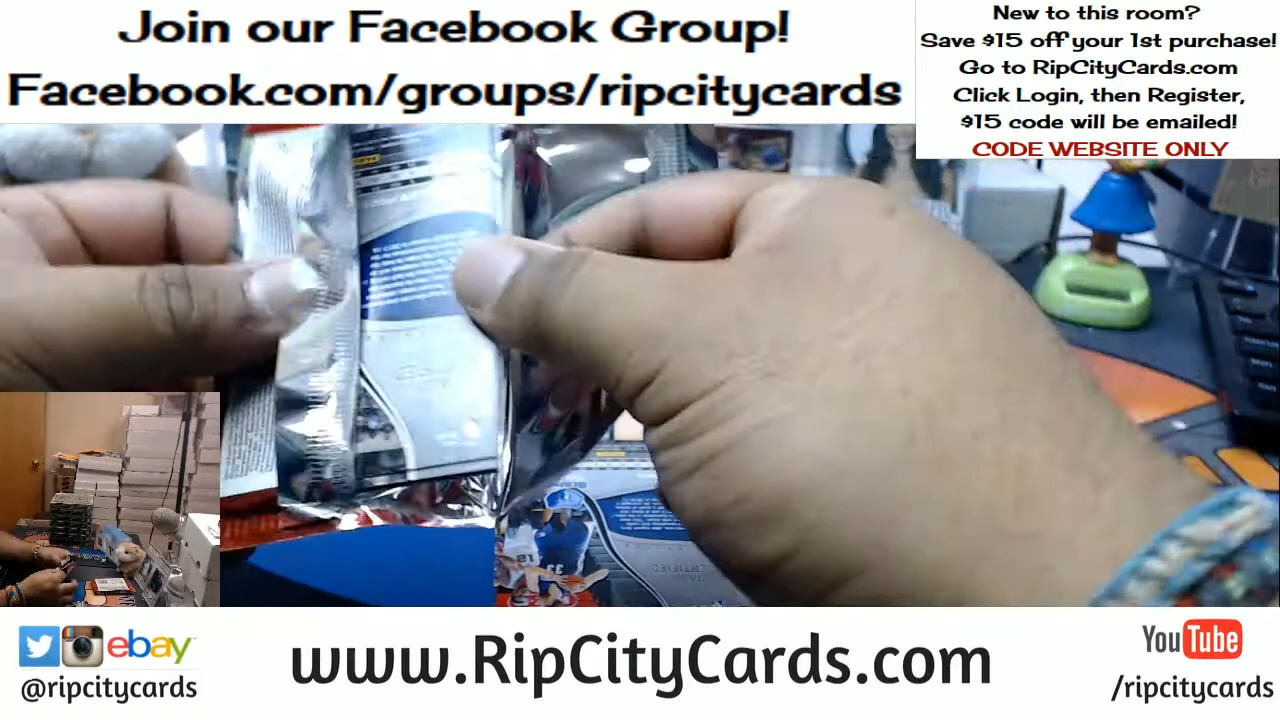 Join our Facebook Group!
Facebook.com/groups/ripcitycards
New to this room?
Save $15 off your 1st purchase!
Go to RipCityCards.com
Click Login, then Register,
$15 code will be emailed!
CODE WEBSITE ONLY
ebay
@ripcitycards
www.RipCityCards.com
YouTube
/ripcitycards